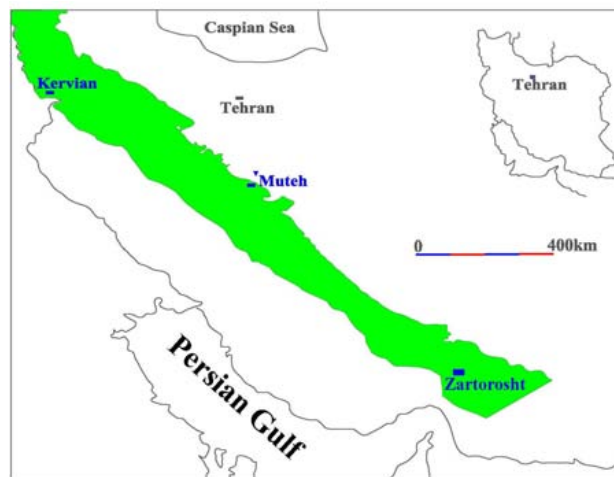 Caspian Sea
Kervian
Tehran
Tehran
Muteh
0 400km
Persian Gulf
Zartorosht